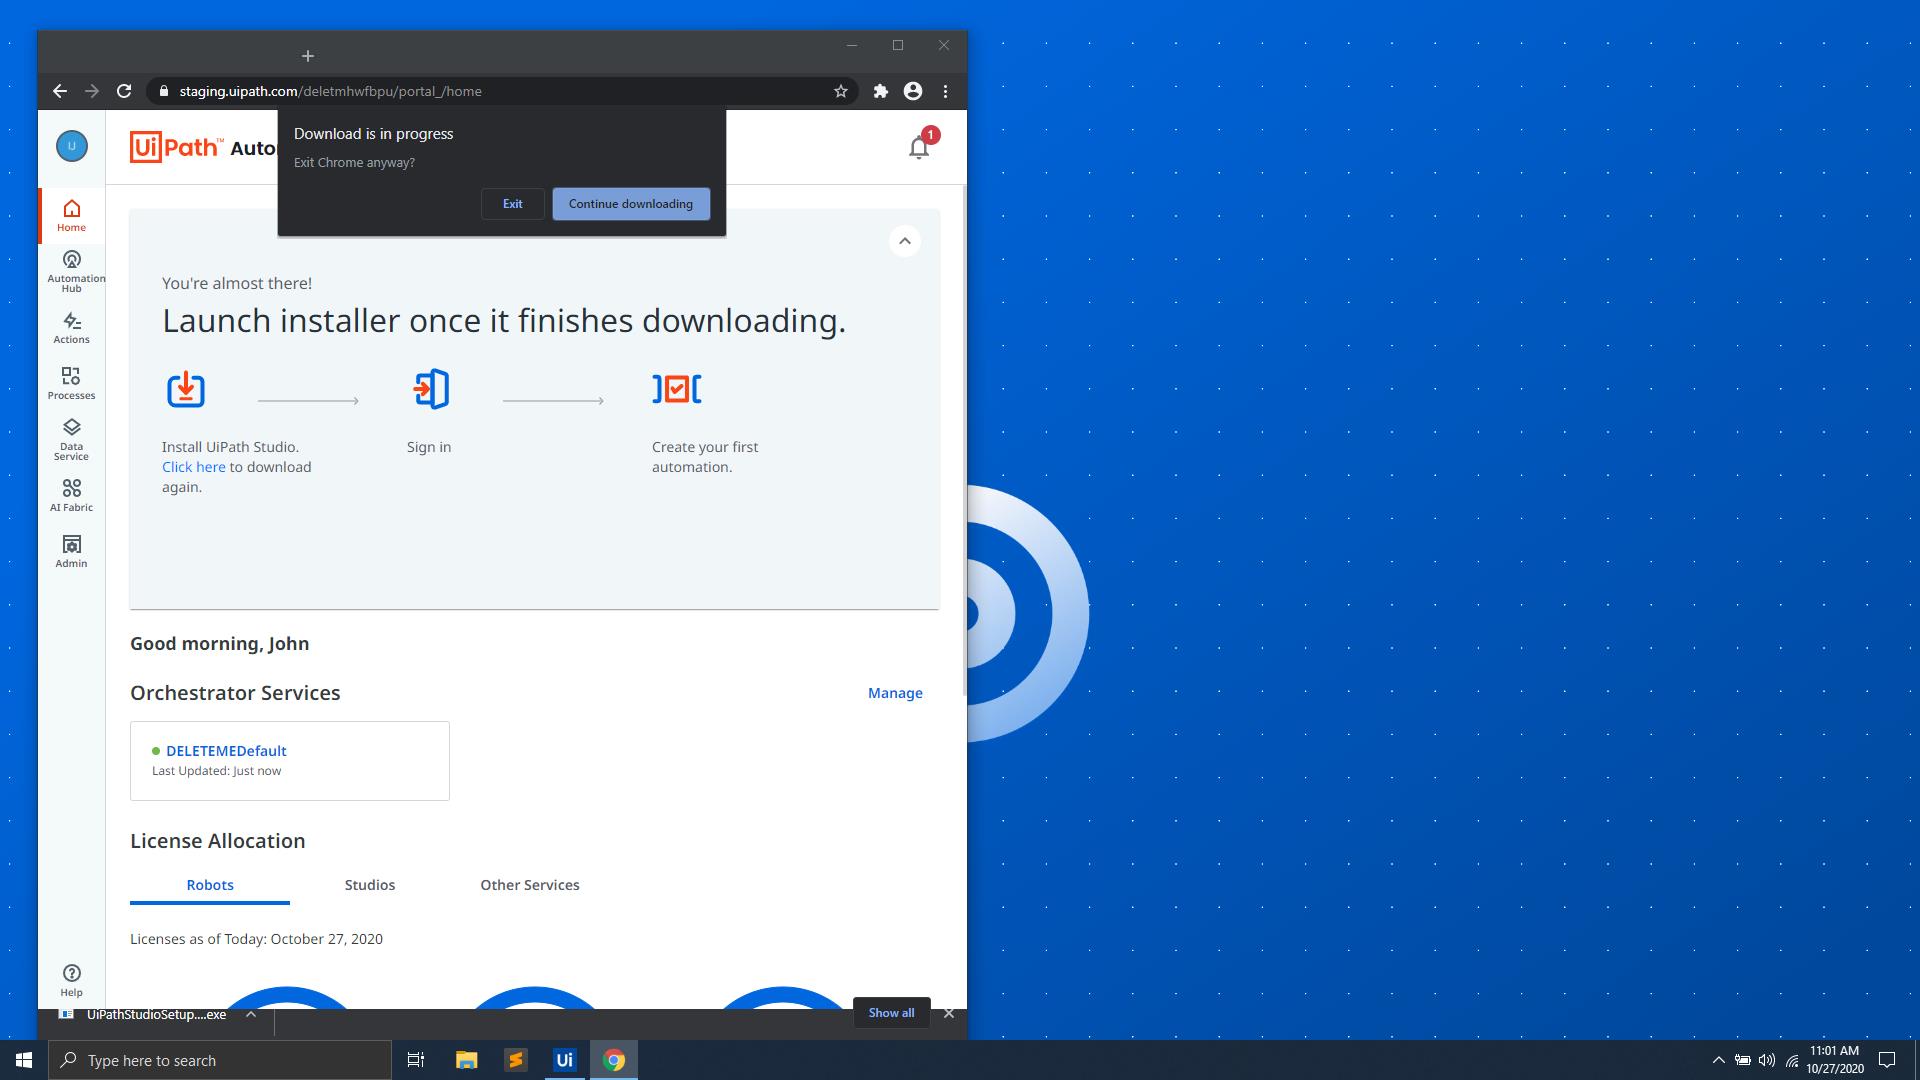 staging.uipath.com/deletmhwfbpu/portal_/home
Download is in progress
Exit Chrome anyway?
Exit
Continue downloading
U
UiPath™ Auto
1
Home
Automation
Hub
Actions
Processes
Data
Service
AI Fabric
Admin
Help
You're almost there!
Launch installer once it finishes downloading.
Install UiPath Studio.
Click here to download
again.
Sign in
Create your first
automation.
Good morning, John
Orchestrator Services
Manage
DELETEMEDefault
Last Updated: Just now
License Allocation
Robots
Studios
Other Services
Licenses as of Today: October 27, 2020
UiPathStudioSetup....exe
Show all
Type here to search
Ui
11:01 AM
10/27/2020